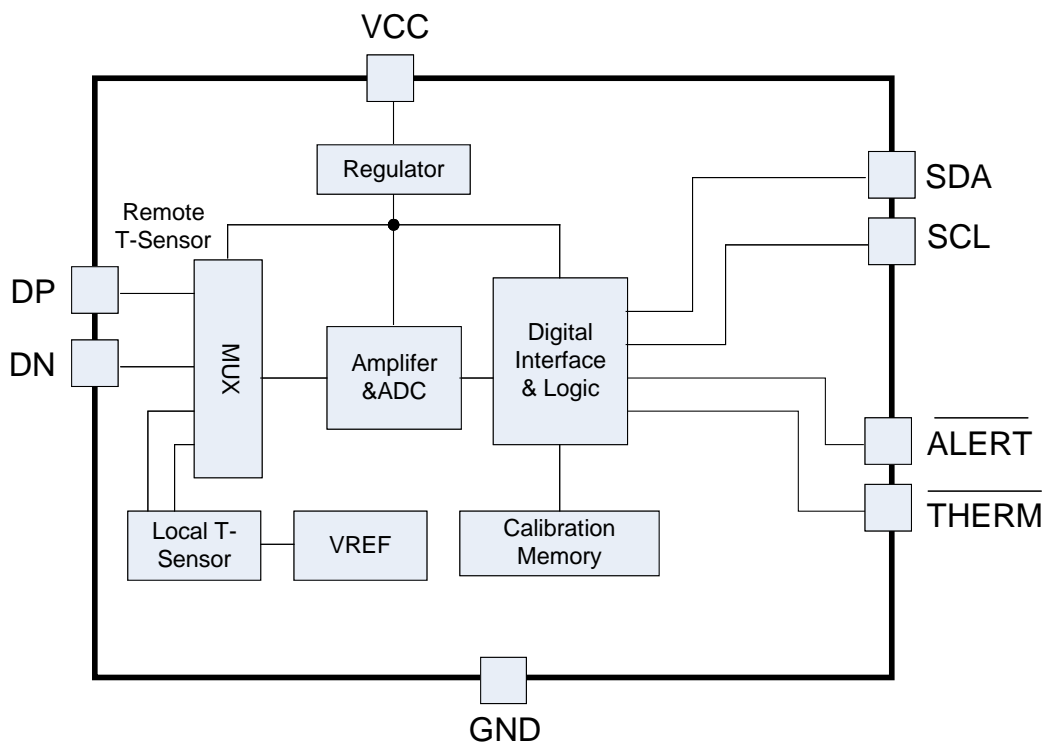 VCC
Regulator
SDA
Remote
T-Sensor
SCL
DP
DN
MUX
Amplifer
&ADC
Digital
Interface
& Logic
ALERT
THERM
Local T-
Sensor
VREF
Calibration
Memory
GND